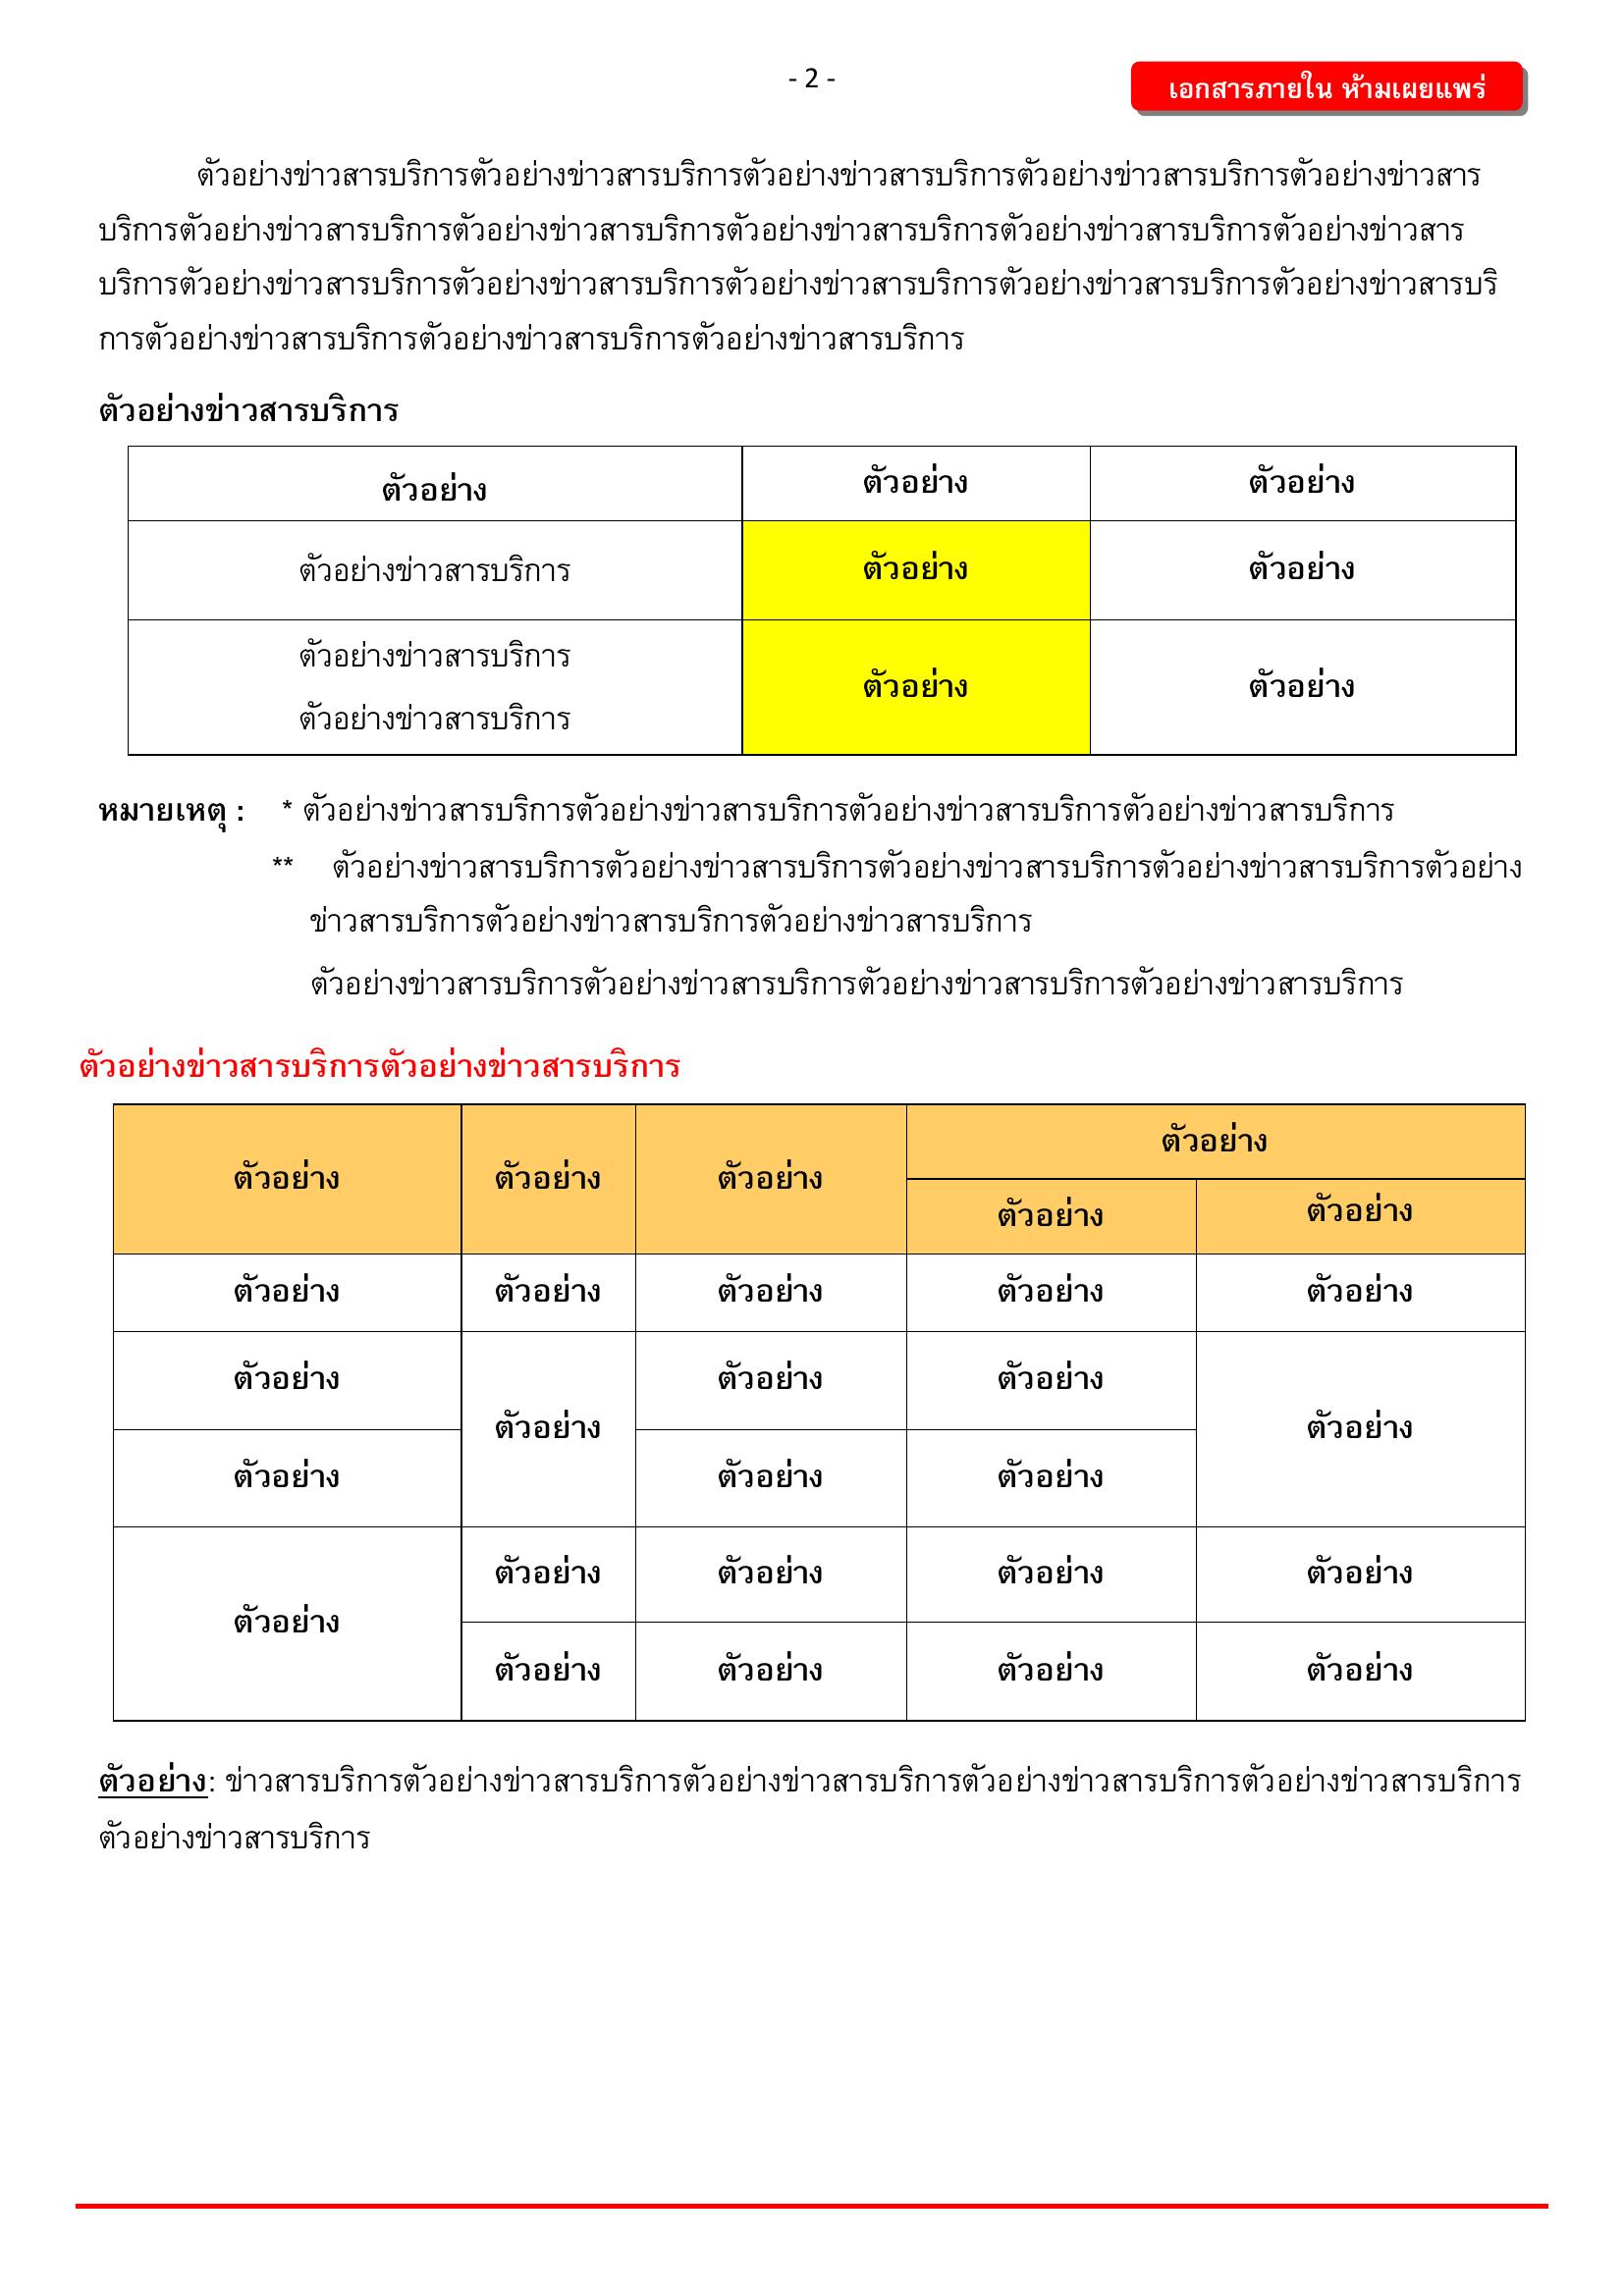 - 2 -
เอกสารภายใน ห้ามเผยแพร่
ตัวอย่างข่าวสารบริการตัวอย่างข่าวสารบริการตัวอย่างข่าวสารบริการตัวอย่างข่าวสารบริการตัวอย่างข่าวสาร
บริการตัวอย่างข่าวสารบริการตัวอย่างข่าวสารบริการตัวอย่างข่าวสารบริการตัวอย่างข่าวสารบริการตัวอย่างข่าวสาร
บริการตัวอย่างข่าวสารบริการตัวอย่างข่าวสารบริการตัวอย่างข่าวสารบริการตัวอย่างข่าวสารบริการตัวอย่างข่าวสารบริ
การตัวอย่างข่าวสารบริการตัวอย่างข่าวสารบริการตัวอย่างข่าวสารบริการ
ตัวอย่างข่าวสารบริการ
ตัวอย่าง ตัวอย่าง ตัวอย่าง
ตัวอย่างข่าวสารบริการ ตัวอย่าง ตัวอย่าง
ตัวอย่างข่าวสารบริการ
ตัวอย่างข่าวสารบริการ ตัวอย่าง ตัวอย่าง
หมายเหตุ : * ตัวอย่างข่าวสารบริการตัวอย่างข่าวสารบริการตัวอย่างข่าวสารบริการตัวอย่างข่าวสารบริการ
** ตัวอย่างข่าวสารบริการตัวอย่างข่าวสารบริการตัวอย่างข่าวสารบริการตัวอย่างข่าวสารบริการตัวอย่าง
ข่าวสารบริการตัวอย่างข่าวสารบริการตัวอย่างข่าวสารบริการ
ตัวอย่างข่าวสารบริการตัวอย่างข่าวสารบริการตัวอย่างข่าวสารบริการตัวอย่างข่าวสารบริการ
ตัวอย่างข่าวสารบริการตัวอย่างข่าวสารบริการ
ตัวอย่าง ตัวอย่าง ตัวอย่าง ตัวอย่าง
ตัวอย่าง ตัวอย่าง
ตัวอย่าง ตัวอย่าง ตัวอย่าง ตัวอย่าง ตัวอย่าง
ตัวอย่าง ตัวอย่าง ตัวอย่าง ตัวอย่าง ตัวอย่าง
ตัวอย่าง ตัวอย่าง ตัวอย่าง
ตัวอย่าง ตัวอย่าง ตัวอย่าง ตัวอย่าง ตัวอย่าง
ตัวอย่าง ตัวอย่าง ตัวอย่าง ตัวอย่าง
ตัวอย่าง: ข่าวสารบริการตัวอย่างข่าวสารบริการตัวอย่างข่าวสารบริการตัวอย่างข่าวสารบริการตัวอย่างข่าวสารบริการ
ตัวอย่างข่าวสารบริการ